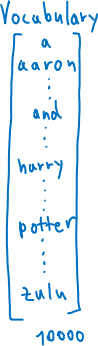 Vocabulary
a
aaron
⋮
and
⋮
harry
⋮
potter
⋮
zulu
10000